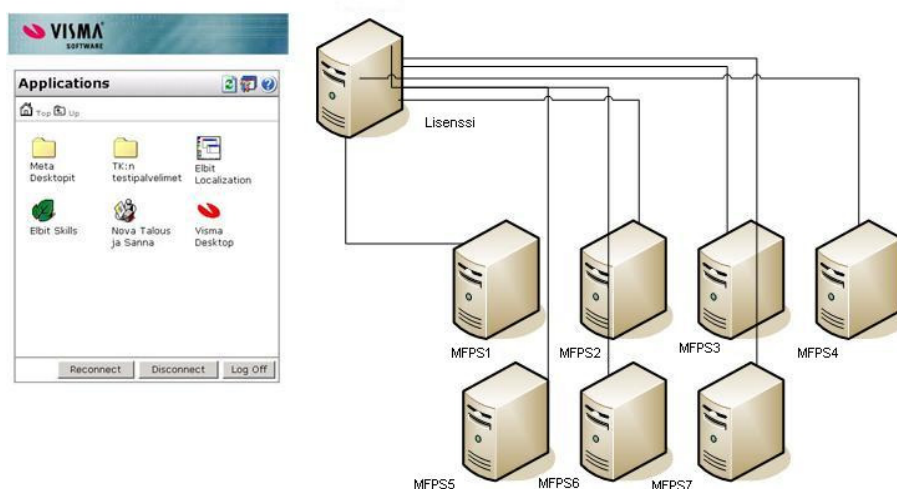 VISMA
SOFTWARE
Applications
Top Up
Meta
Desktopit
TK:n
testipalvelimet
Elbit
Localization
Elbit Skills
Nova Talous
ja Sanna
Visma
Desktop
Reconnect Disconnect Log Off
Lisenssi
MFPS1
MFPS2
MFPS3
MFPS4
MFPS5
MFPS6
MFPS7